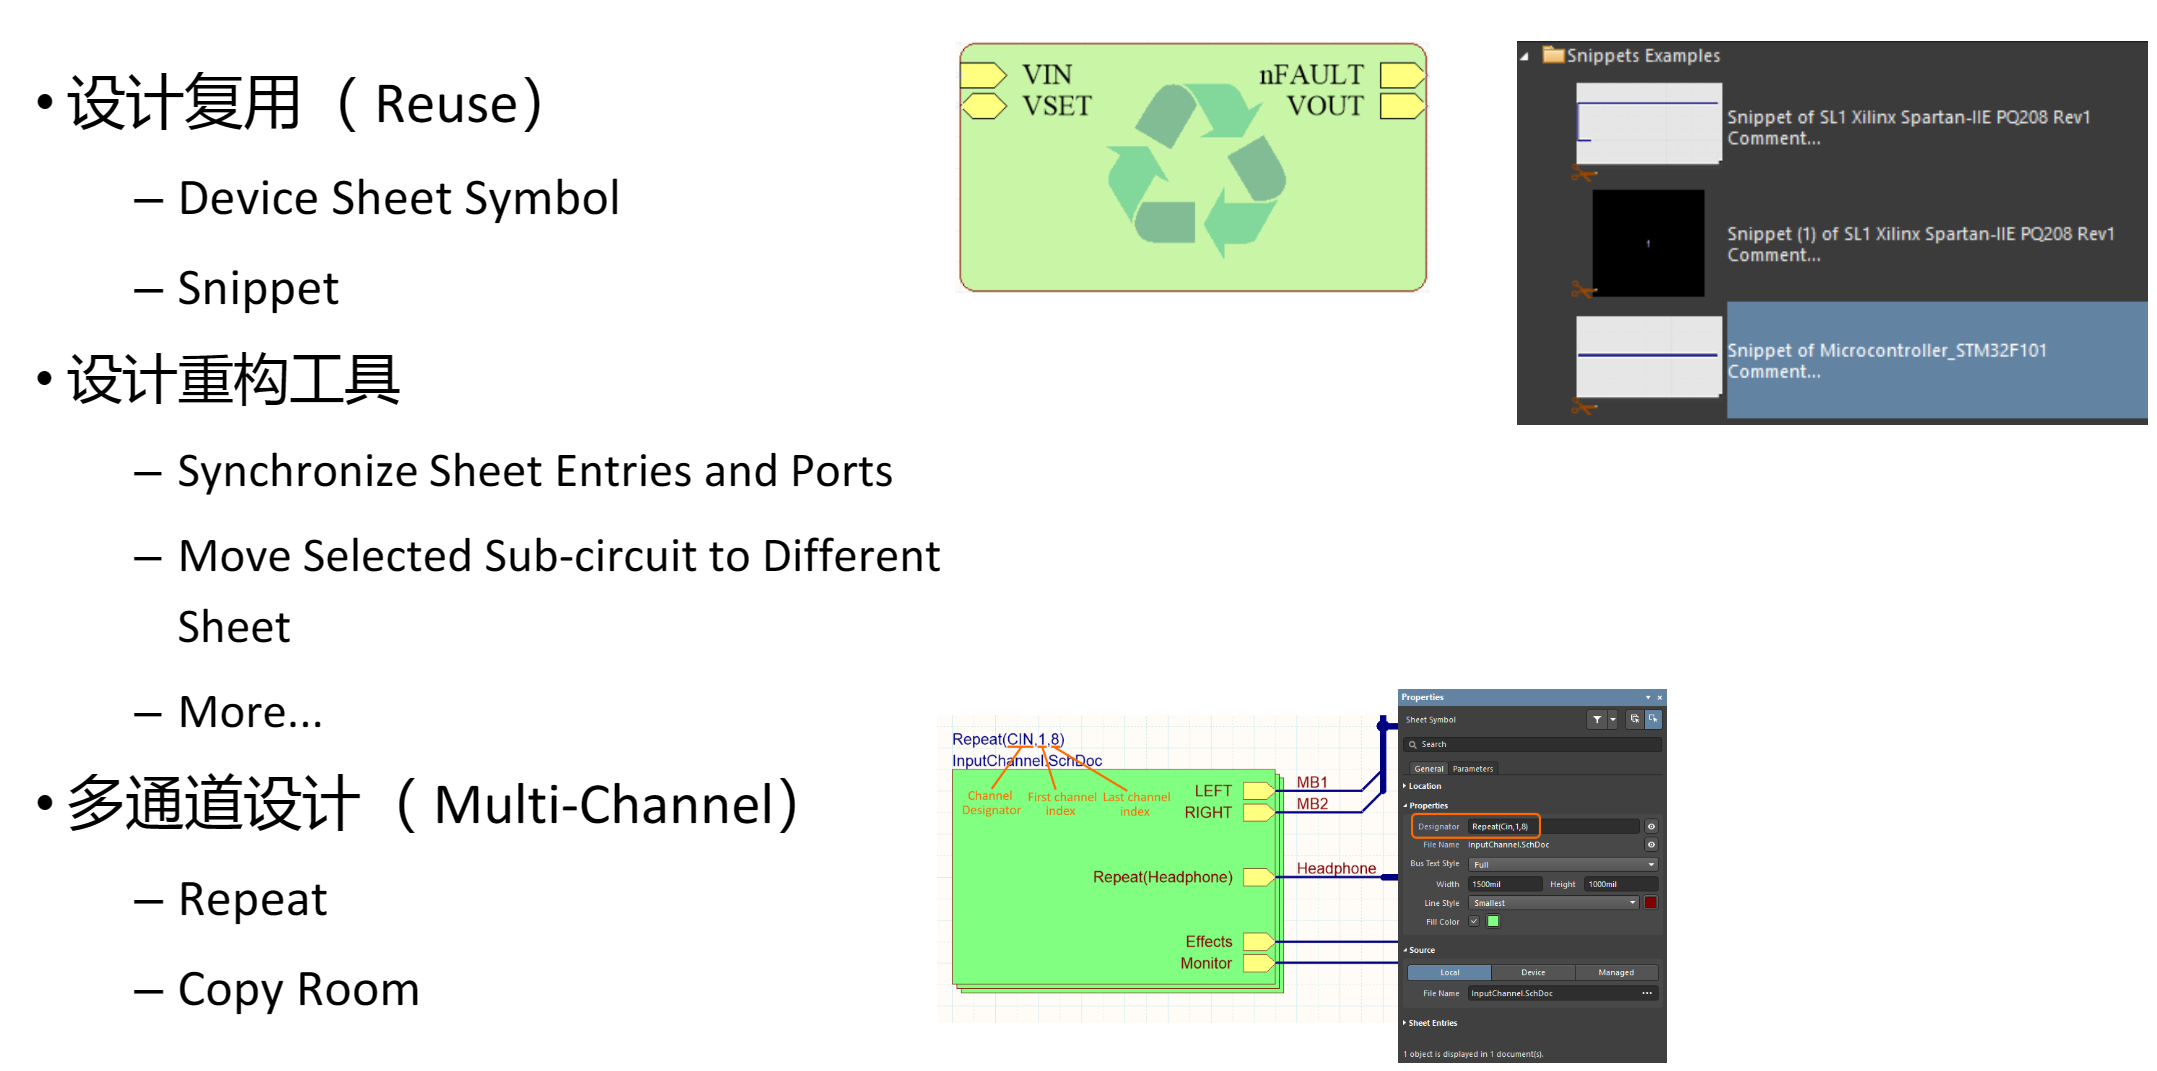 • 设计复用（Reuse）
– Device Sheet Symbol
– Snippet
• 设计重构工具
– Synchronize Sheet Entries and Ports
– Move Selected Sub-circuit to Different
Sheet
– More...
• 多通道设计（Multi-Channel）
– Repeat
– Copy Room
VIN
VSET
nFAULT
VOUT
Snippets Examples
Snippet of SL1 Xilinx Spartan-IIE PQ208 Rev1
Comment...
Snippet (1) of SL1 Xilinx Spartan-IIE PQ208 Rev1
Comment...
Snippet of Microcontroller_STM32F101
Comment...
Repeat(CIN,1,8)
InputChannel.SchDoc
Channel
Designator
First channel
index
Last channel
index
LEFT
RIGHT
Repeat(Headphone)
Effects
Monitor
MB1
MB2
Headphone
Properties
Sheet Symbol
Search
General Parameters
Location
Properties
Designator Repeat(Cin,1,8)
File Name InputChannel.SchDoc
Bus Text Style Full
Width 1500mil Height 1000mil
Line Style Smallest
Fill Color
Source
Local Device Managed
File Name InputChannel.SchDoc ...
Sheet Entries
1 object is displayed in 1 document(s).